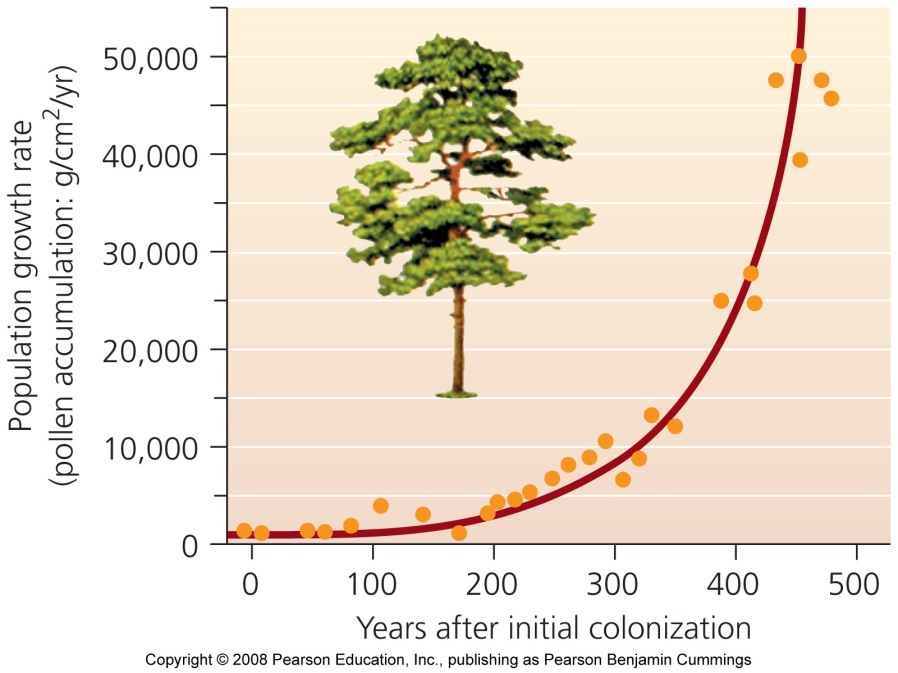 Population growth rate
(pollen accumulation: g/cm²/yr)
50,000
40,000
30,000
20,000
10,000
0
0 100 200 300 400 500
Years after initial colonization
Copyright © 2008 Pearson Education, Inc., publishing as Pearson Benjamin Cummings